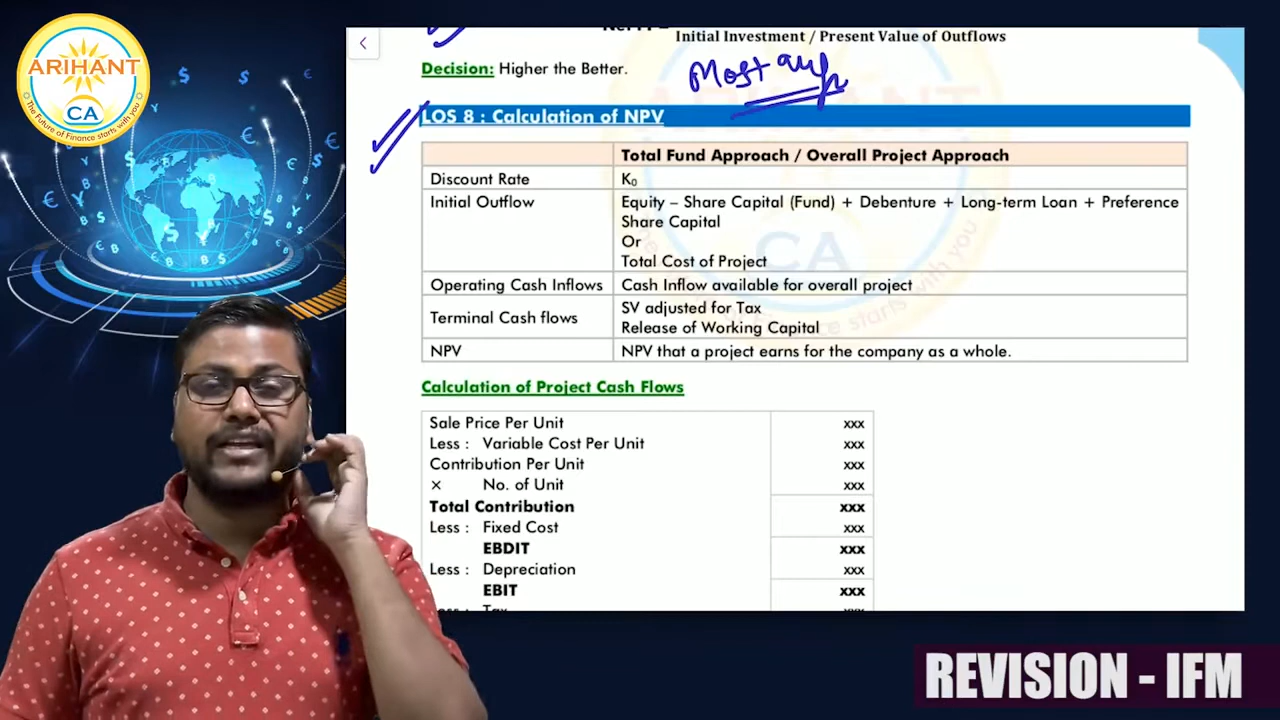 ARIHANT
CA
The Future of Finance starts with you
Initial Investment / Present Value of Outflows
Decision: Higher the Better.
Most
LOS 8 : Calculation of NPV
Total Fund Approach / Overall Project Approach
Discount Rate K₀
Initial Outflow Equity – Share Capital (Fund) + Debenture + Long-term Loan + Preference
Share Capital
Or
Total Cost of Project
Operating Cash Inflows Cash Inflow available for overall project
Terminal Cash flows SV adjusted for Tax
Release of Working Capital
NPV NPV that a project earns for the company as a whole.
Calculation of Project Cash Flows
Sale Price Per Unit xxx
Less : Variable Cost Per Unit xxx
Contribution Per Unit xxx
× No. of Unit xxx
Total Contribution xxx
Less : Fixed Cost xxx
EBDIT xxx
Less : Depreciation xxx
EBIT xxx
Less : Tax xxx
REVISION - IFM